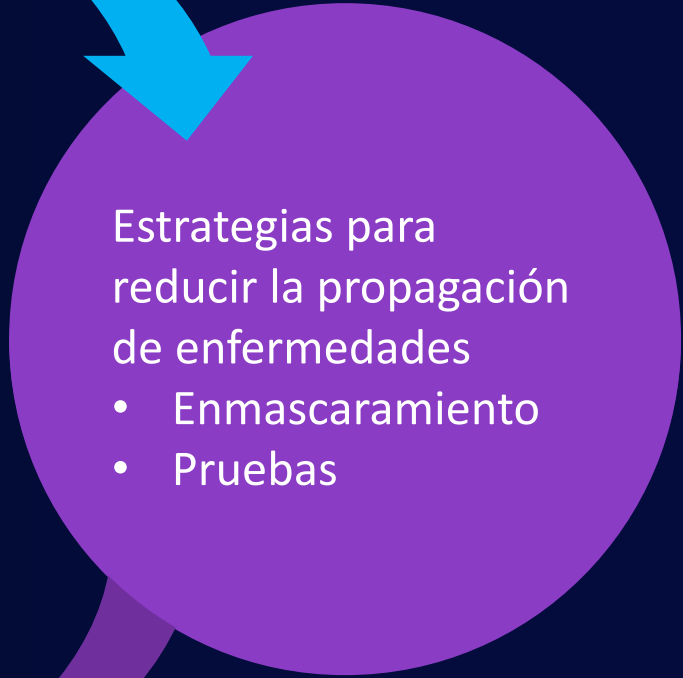 Estrategias para
reducir la propagación
de enfermedades
• Enmascaramiento
• Pruebas